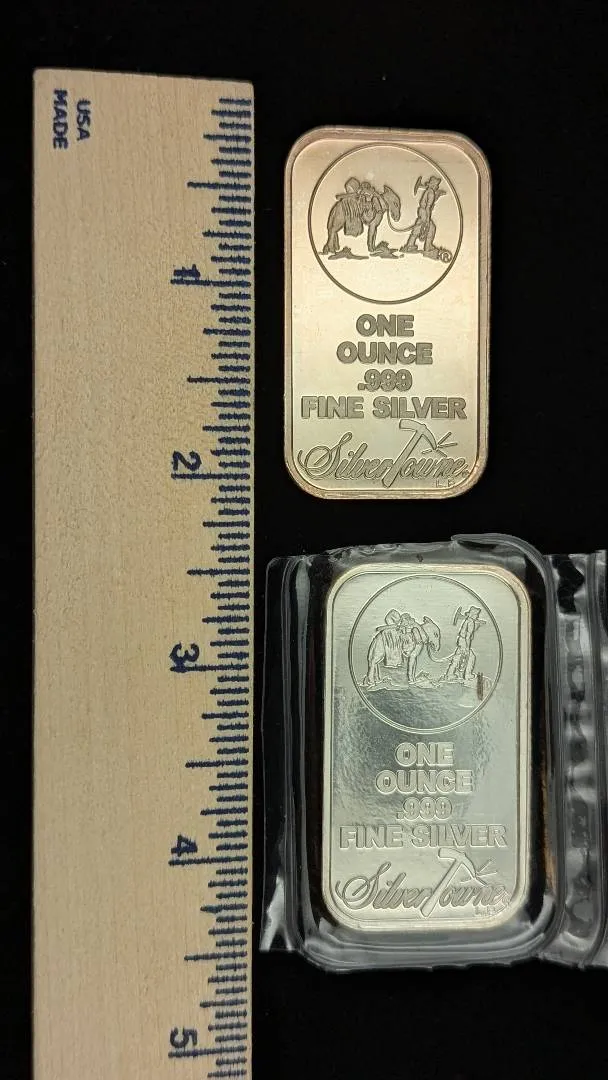 MADE
USA
1
2
3
4
5
®
ONE
OUNCE
.999
FINE SILVER
SilverTowne
L.P.
ONE
OUNCE
.999
FINE SILVER
SilverTowne
L.P.